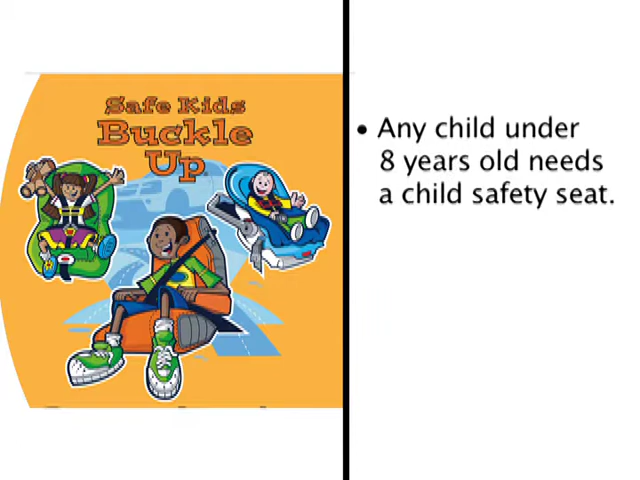 Safe Kids
Buckle
Up
• Any child under
8 years old needs
a child safety seat.